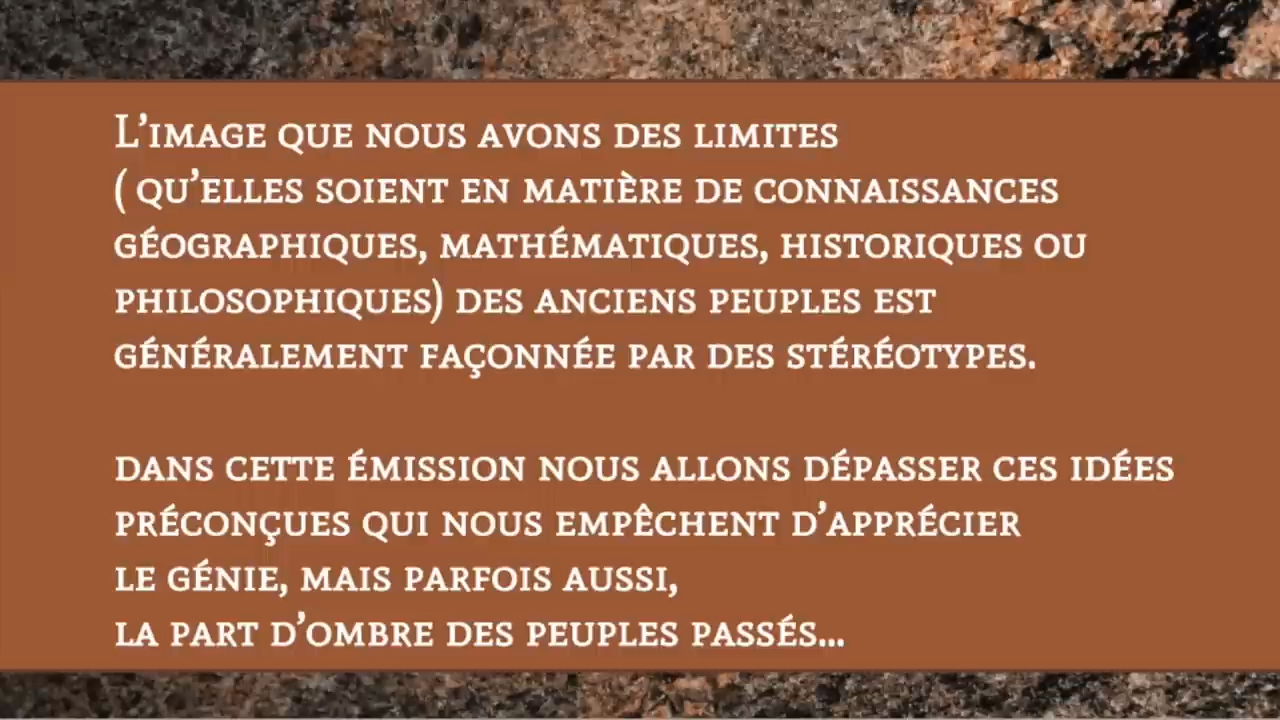 L'image que nous avons des limites
( qu'elles soient en matière de connaissances
géographiques, mathématiques, historiques ou
philosophiques) des anciens peuples est
généralement façonnée par des stéréotypes.
dans cette émission nous allons dépasser ces idées
préconçues qui nous empêchent d'apprécier
le génie, mais parfois aussi,
la part d'ombre des peuples passés...